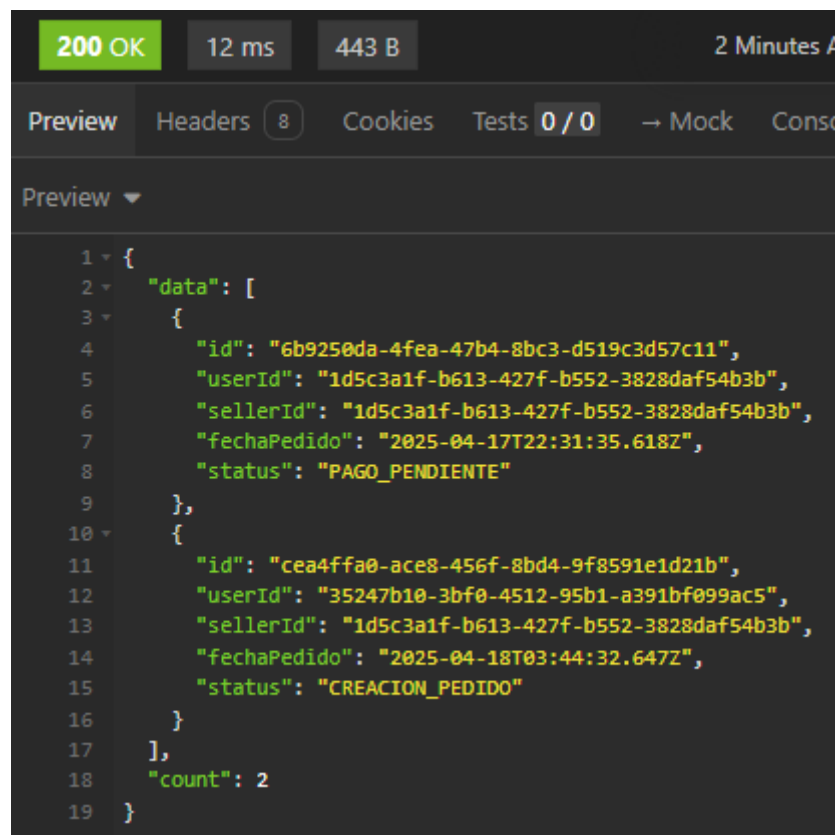 200 OK 12 ms 443 B 2 Minutes
Preview Headers 8 Cookies Tests 0 / 0 → Mock
Preview
1 {
2 "data": [
3 {
4 "id": "6b9250da-4fea-47b4-8bc3-d519c3d57c11",
5 "userId": "1d5c3a1f-b613-427f-b552-3828daf54b3b",
6 "sellerId": "1d5c3a1f-b613-427f-b552-3828daf54b3b",
7 "fechaPedido": "2025-04-17T22:31:35.618Z",
8 "status": "PAGO_PENDIENTE"
9 },
10 {
11 "id": "cea4ffa0-ace8-456f-8bd4-9f8591e1d21b",
12 "userId": "35247b10-3bf0-4512-95b1-a391bf099ac5",
13 "sellerId": "1d5c3a1f-b613-427f-b552-3828daf54b3b",
14 "fechaPedido": "2025-04-18T03:44:32.647Z",
15 "status": "CREACION_PEDIDO"
16 }
17 ],
18 "count": 2
19 }